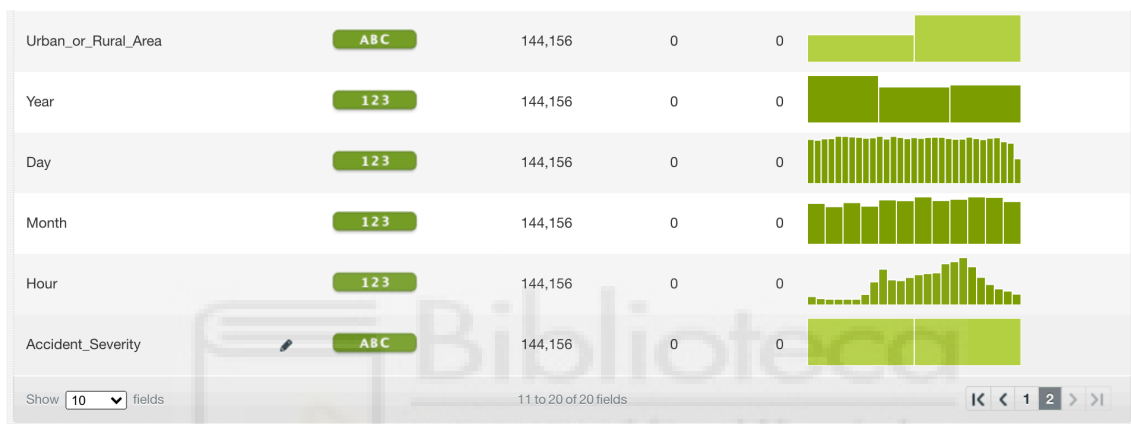 Urban_or_Rural_Area ABC 144,156 0 0
Year 123 144,156 0 0
Day 123 144,156 0 0
Month 123 144,156 0 0
Hour 123 144,156 0 0
Accident_Severity ABC 144,156 0 0
Biblioteca
Show 10 fields 11 to 20 of 20 fields 1 2